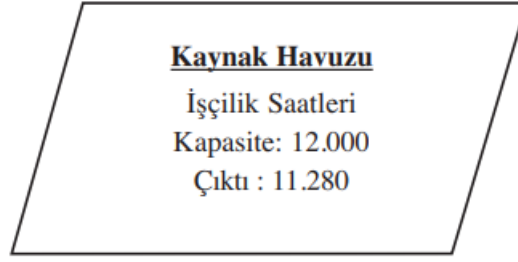 Kaynak Havuzu
İşçilik Saatleri
Kapasite: 12.000
Çıktı : 11.280